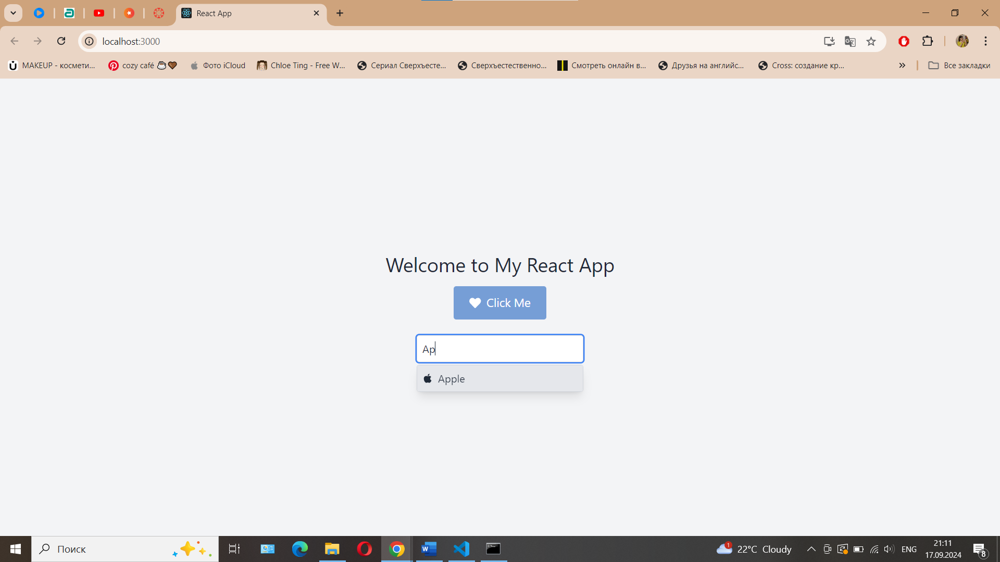 React App
localhost:3000
MAKEUP - космети... cozy café Фото iCloud Chloe Ting - Free W... Сериал Сверхъесте... Сверхъестественно... Смотреть онлайн в... Друзья на английс... Cross: создание кр... Все закладки
Welcome to My React App
Click Me
Ap
Apple
Поиск
1
22°C Cloudy
ENG
21:11
17.09.2024
8